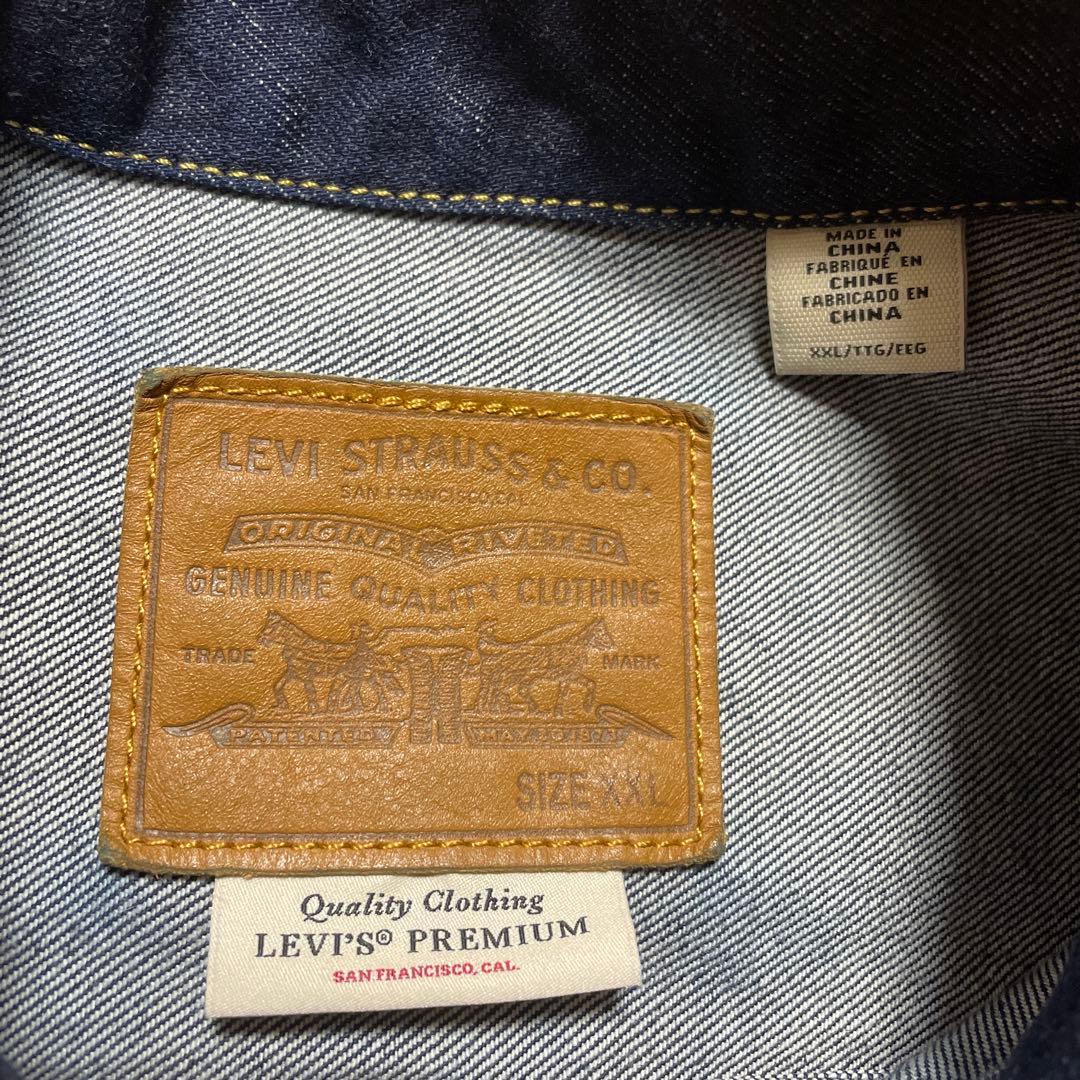 MADE IN
CHINA
FABRIQUÉ EN
CHINE
FABRICADO EN
CHINA
XXL/TTG/EEG
LEVI STRAUSS & CO.
SAN FRANCISCO, CAL.
ORIGINAL RIVETED
GENUINE QUALITY CLOTHING
TRADE MARK
PATENTED MAY 20 1873
SIZE XXL
Quality Clothing
LEVI'S® PREMIUM
SAN FRANCISCO, CAL.